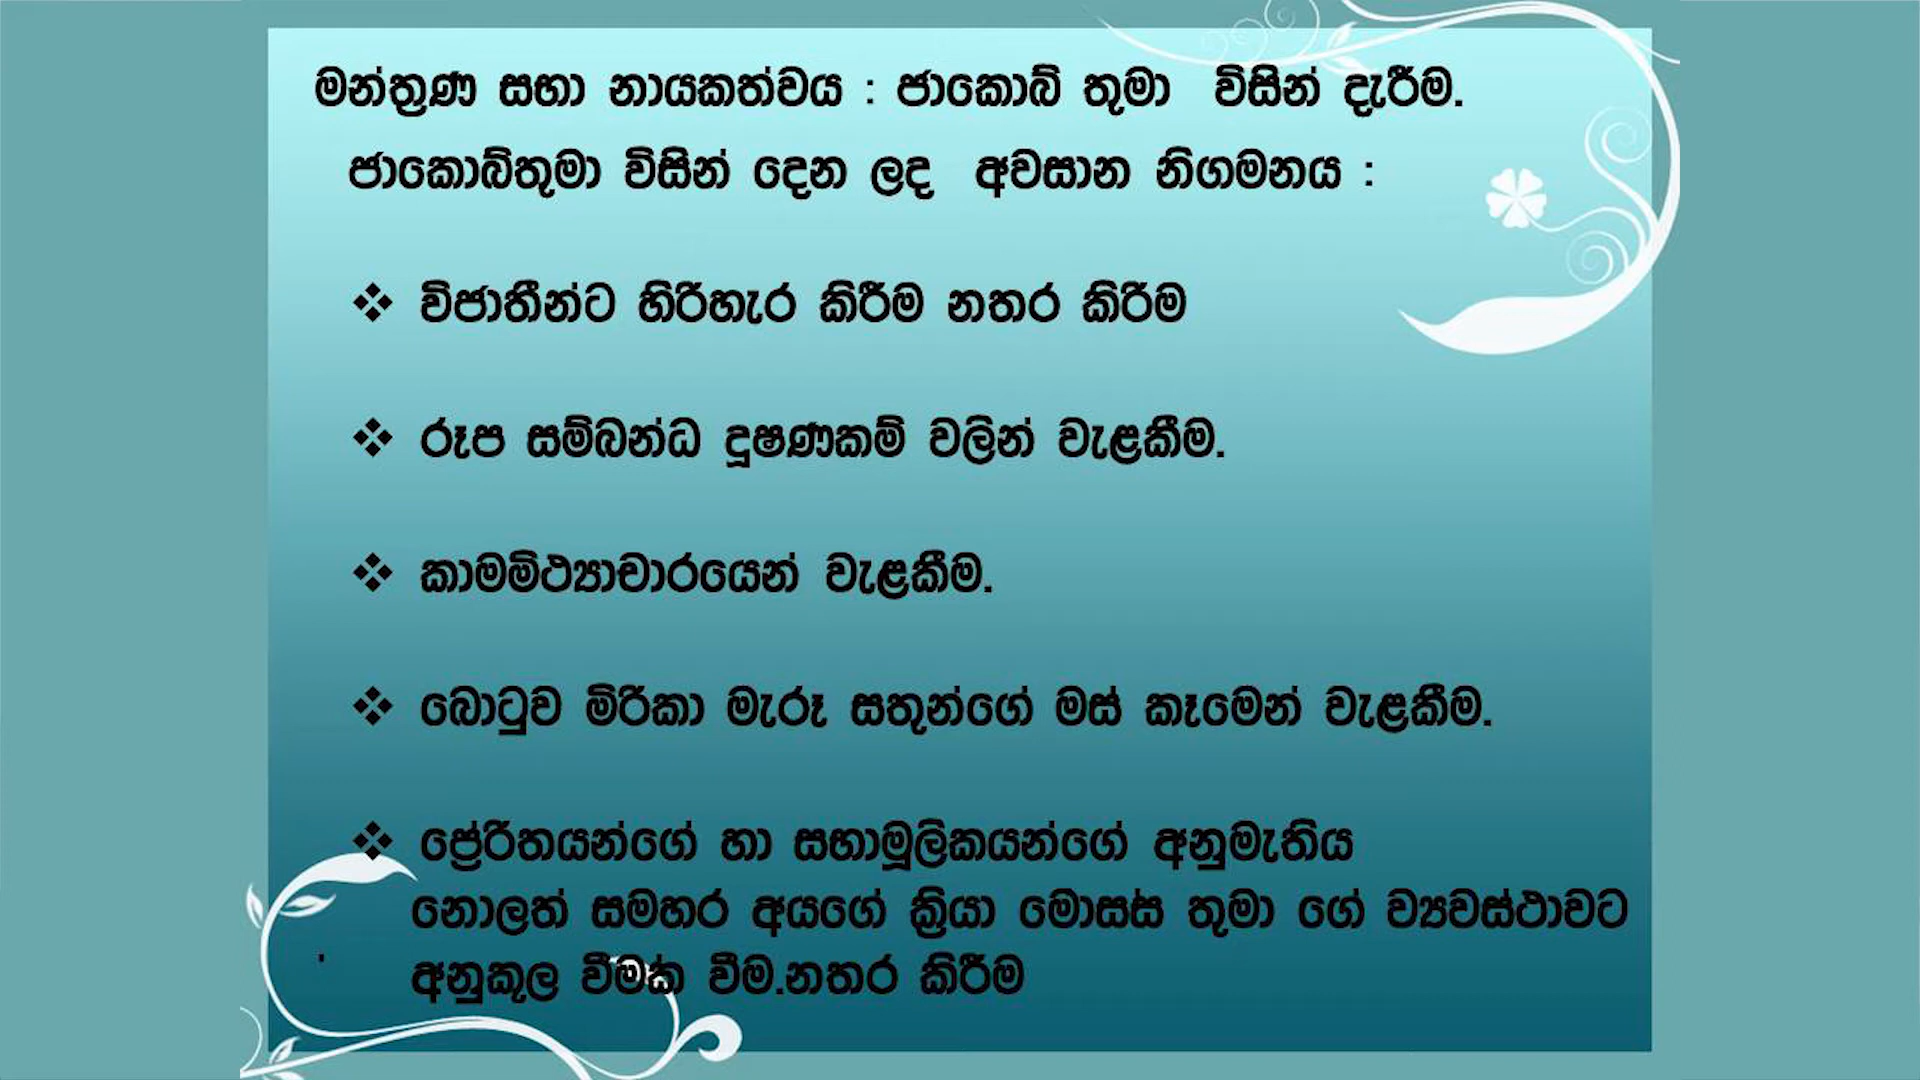 මන්ත්‍රණ සභා නායකත්වය : ජාකොබ් තුමා විසින් දැරීම.
ජාකොබ්තුමා විසින් දෙන ලද අවසාන නිගමනය :
❖ විජාතීන්ට හිරිහැර කිරීම නතර කිරිම
❖ රූප සම්බන්ධ දූෂණකම් වලින් වැළකීම.
❖ කාමමිථ්‍යාචාරයෙන් වැළකීම.
❖ බොටුව මිරිකා මැරූ සතුන්ගේ මස් කෑමෙන් වැළකීම.
❖ ප්‍රේරිතයන්ගේ හා සභාමූලිකයන්ගේ අනුමැතිය
නොලත් සමහර අයගේ ක්‍රියා මොසස් තුමා ගේ ව්‍යවස්ථාවට
අනුකූල වීමක් වීම.නතර කිරීම